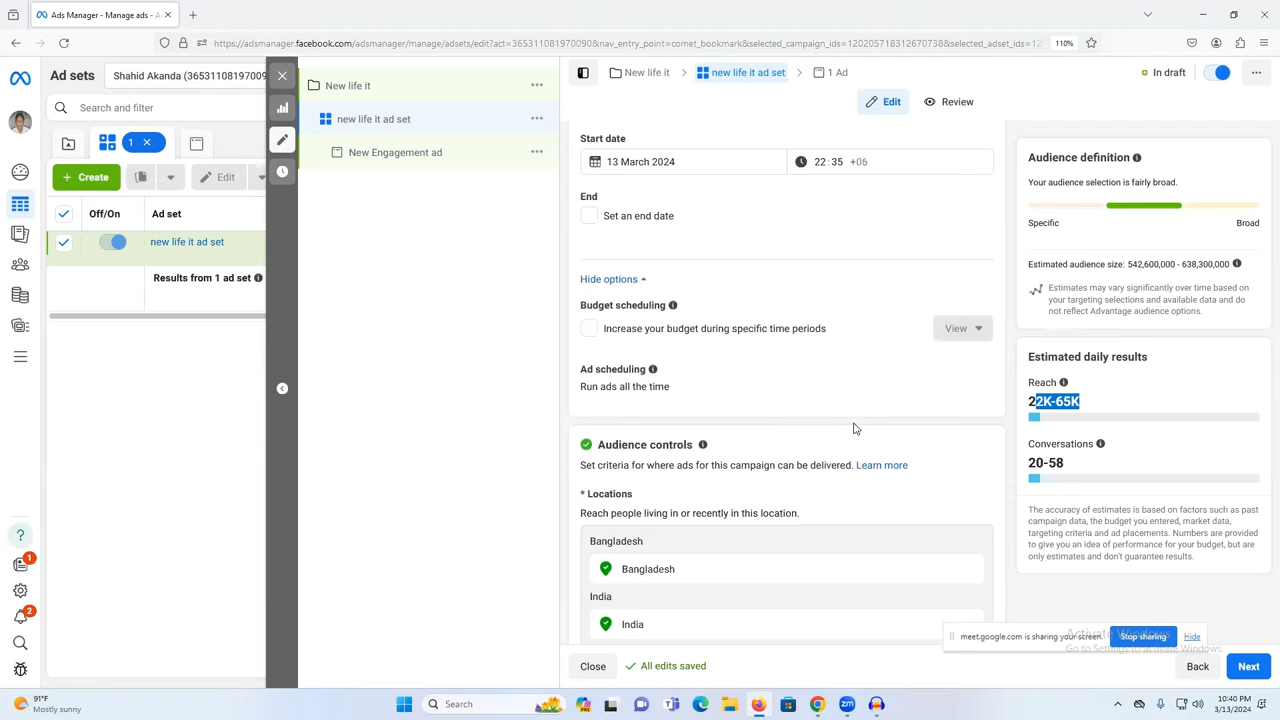 Ads Manager - Manage ads - A
https://adsmanager.facebook.com/adsmanager/manage/adsets/edit?act=365311081970090&nav_entry_point=comet_bookmark&selected_campaign_ids=120205718312670738&selected_adset_ids=12
110%
Ad sets
Shahid Akanda (36531108197009
Search and filter
1
Create
Edit
Off/On
Ad set
new life it ad set
Results from 1 ad set
1
2
New life it
new life it ad set
New Engagement ad
New life it
new life it ad set
1 Ad
In draft
Edit
Review
Start date
13 March 2024
22:35 +06
End
Set an end date
Hide options
Budget scheduling
Increase your budget during specific time periods
View
Ad scheduling
Run ads all the time
Audience controls
Set criteria for where ads for this campaign can be delivered. Learn more
* Locations
Reach people living in or recently in this location.
Bangladesh
Bangladesh
India
India
Close
All edits saved
Back
Next
Audience definition
Your audience selection is fairly broad.
Specific
Broad
Estimated audience size: 542,600,000 - 638,300,000
Estimates may vary significantly over time based on
your targeting selections and available data and do
not reflect Advantage audience options.
Estimated daily results
Reach
22K-65K
Conversations
20-58
The accuracy of estimates is based on factors such as past
campaign data, the budget you entered, market data,
targeting criteria and ad placements. Numbers are provided
to give you an idea of performance for your budget, but are
only estimates and don't guarantee results.
meet.google.com is sharing your screen.
Stop sharing
Hide
Activate Windows
Go to Settings to activate Windows.
91°F
Mostly sunny
Search
10:40 PM
3/13/2024